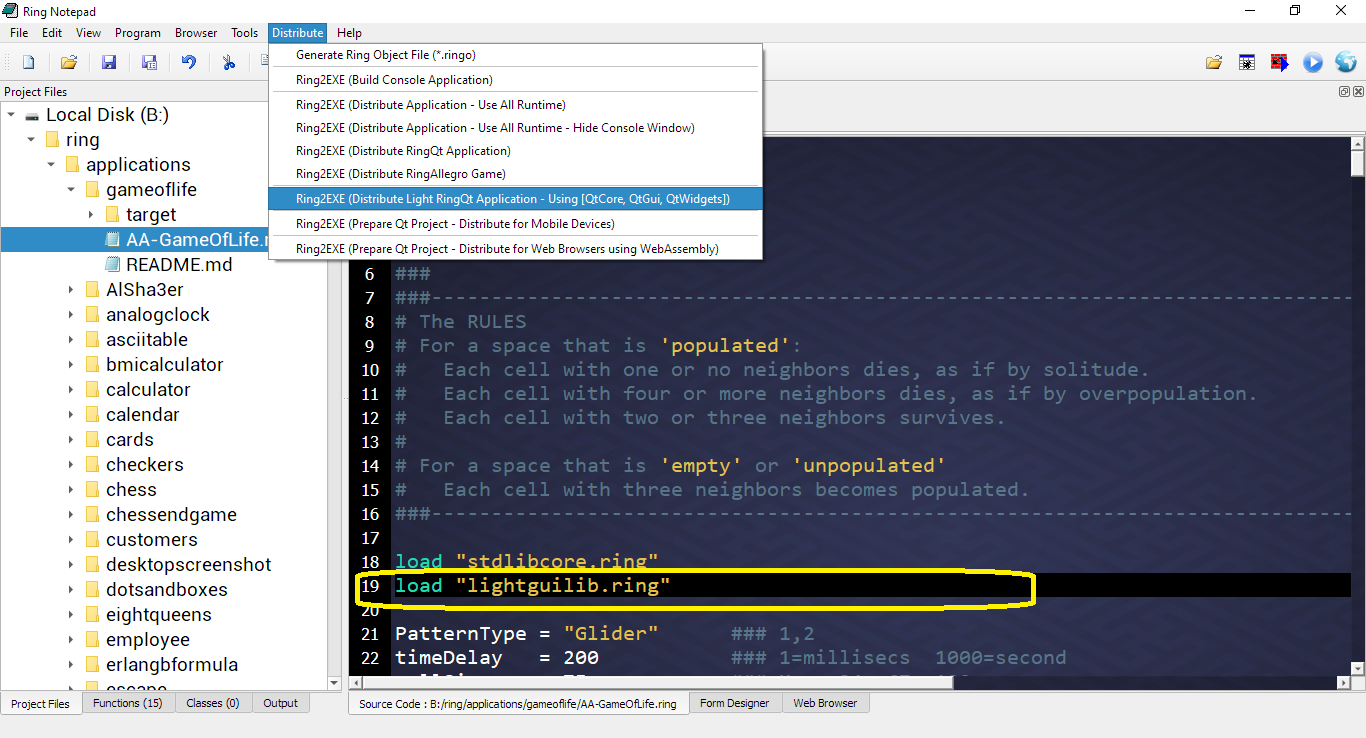 Ring Notepad
File Edit View Program Browser Tools Distribute Help
Generate Ring Object File (*.ringo)
Ring2EXE (Build Console Application)
Ring2EXE (Distribute Application - Use All Runtime)
Ring2EXE (Distribute Application - Use All Runtime - Hide Console Window)
Ring2EXE (Distribute RingQt Application)
Ring2EXE (Distribute RingAllegro Game)
Ring2EXE (Distribute Light RingQt Application - Using [QtCore, QtGui, QtWidgets])
Ring2EXE (Prepare Qt Project - Distribute for Mobile Devices)
Ring2EXE (Prepare Qt Project - Distribute for Web Browsers using WebAssembly)
Project Files
Local Disk (B:)
ring
applications
gameoflife
target
AA-GameOfLife.r
README.md
AlSha3er
analogclock
asciitable
bmicalculator
calculator
calendar
cards
checkers
chess
chessendgame
customers
desktopscreenshot
dotsandboxes
eightqueens
employee
erlangbformula
escape
6 ###
7 ###-----------------------------------------------------------------------------
8 # The RULES
9 # For a space that is 'populated':
10 #   Each cell with one or no neighbors dies, as if by solitude.
11 #   Each cell with four or more neighbors dies, as if by overpopulation.
12 #   Each cell with two or three neighbors survives.
13 #
14 # For a space that is 'empty' or 'unpopulated'
15 #   Each cell with three neighbors becomes populated.
16 ###-----------------------------------------------------------------------------
17
18 load "stdlibcore.ring"
19 load "lightguilib.ring"
20
21 PatternType = "Glider"      ### 1,2
22 timeDelay   = 200           ### 1=millisecs  1000=second
Project Files Functions (15) Classes (0) Output
Source Code : B:/ring/applications/gameoflife/AA-GameOfLife.ring Form Designer Web Browser